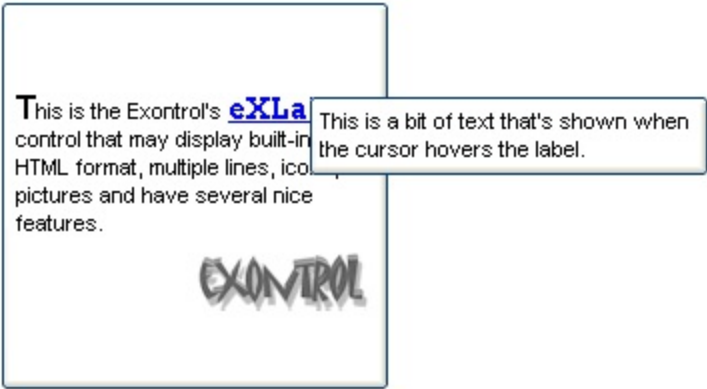 This is the Exontrol's eXLa
control that may display built-in
HTML format, multiple lines,
pictures and have several nice
features.
EXONTROL
This is a bit of text that's shown when
the cursor hovers the label.